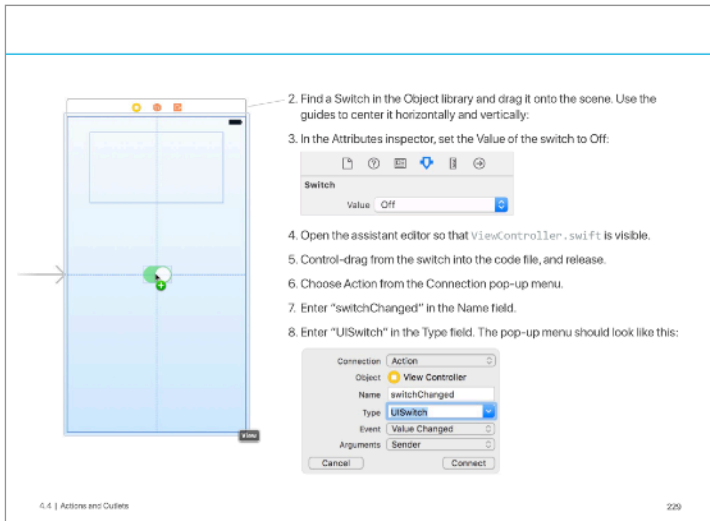 2. Find a Switch in the Object library and drag it onto the scene. Use the
guides to center it horizontally and vertically:
3. In the Attributes inspector, set the Value of the switch to Off:
Switch
Value Off
4. Open the assistant editor so that ViewController.swift is visible.
5. Control-drag from the switch into the code file, and release.
6. Choose Action from the Connection pop-up menu.
7. Enter “switchChanged” in the Name field.
8. Enter “UISwitch” in the Type field. The pop-up menu should look like this:
Connection Action
Object View Controller
Name switchChanged
Type UISwitch
Event Value Changed
Arguments Sender
Cancel Connect
View
4.4 | Actions and Outlets 229